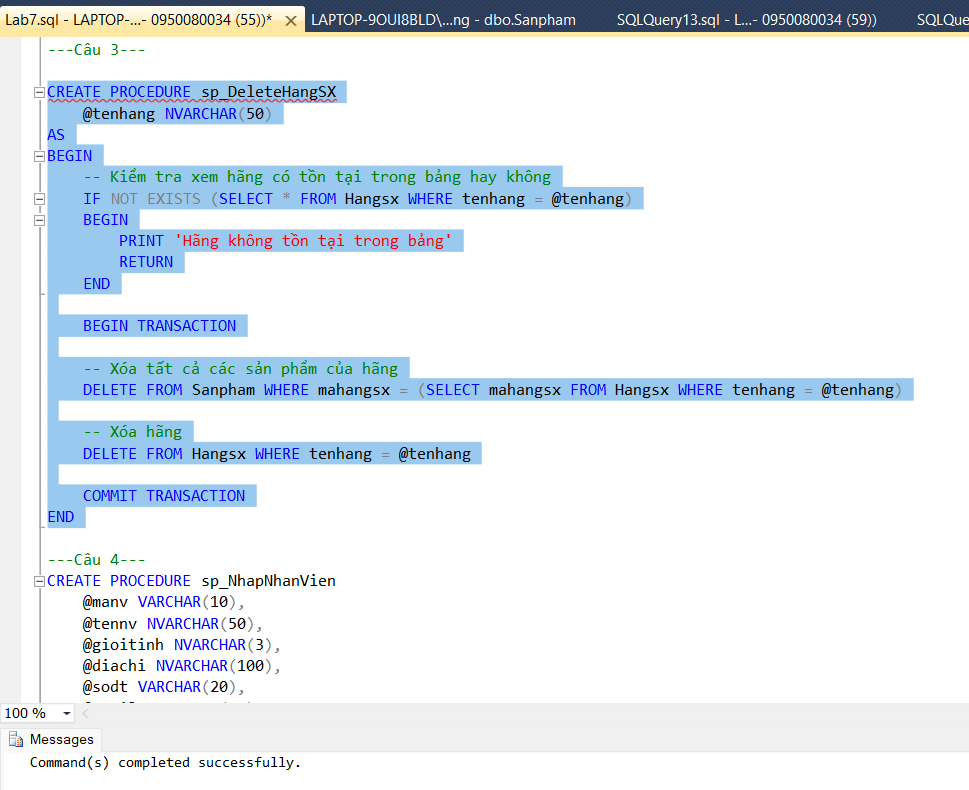 Lab7.sql - LAPTOP-...- 0950080034 (55))*
LAPTOP-9OUI8BLD\...ng - dbo.Sanpham
SQLQuery13.sql - L...- 0950080034 (59))
---Câu 3---
CREATE PROCEDURE sp_DeleteHangSX
@tenhang NVARCHAR(50)
AS
BEGIN
-- Kiểm tra xem hãng có tồn tại trong bảng hay không
IF NOT EXISTS (SELECT * FROM Hangsx WHERE tenhang = @tenhang)
BEGIN
PRINT 'Hãng không tồn tại trong bảng'
RETURN
END
BEGIN TRANSACTION
-- Xóa tất cả các sản phẩm của hãng
DELETE FROM Sanpham WHERE mahangsx = (SELECT mahangsx FROM Hangsx WHERE tenhang = @tenhang)
-- Xóa hãng
DELETE FROM Hangsx WHERE tenhang = @tenhang
COMMIT TRANSACTION
END
---Câu 4---
CREATE PROCEDURE sp_NhapNhanVien
@manv VARCHAR(10),
@tennv NVARCHAR(50),
@gioitinh NVARCHAR(3),
@diachi NVARCHAR(100),
@sodt VARCHAR(20),
100 %
Messages
Command(s) completed successfully.